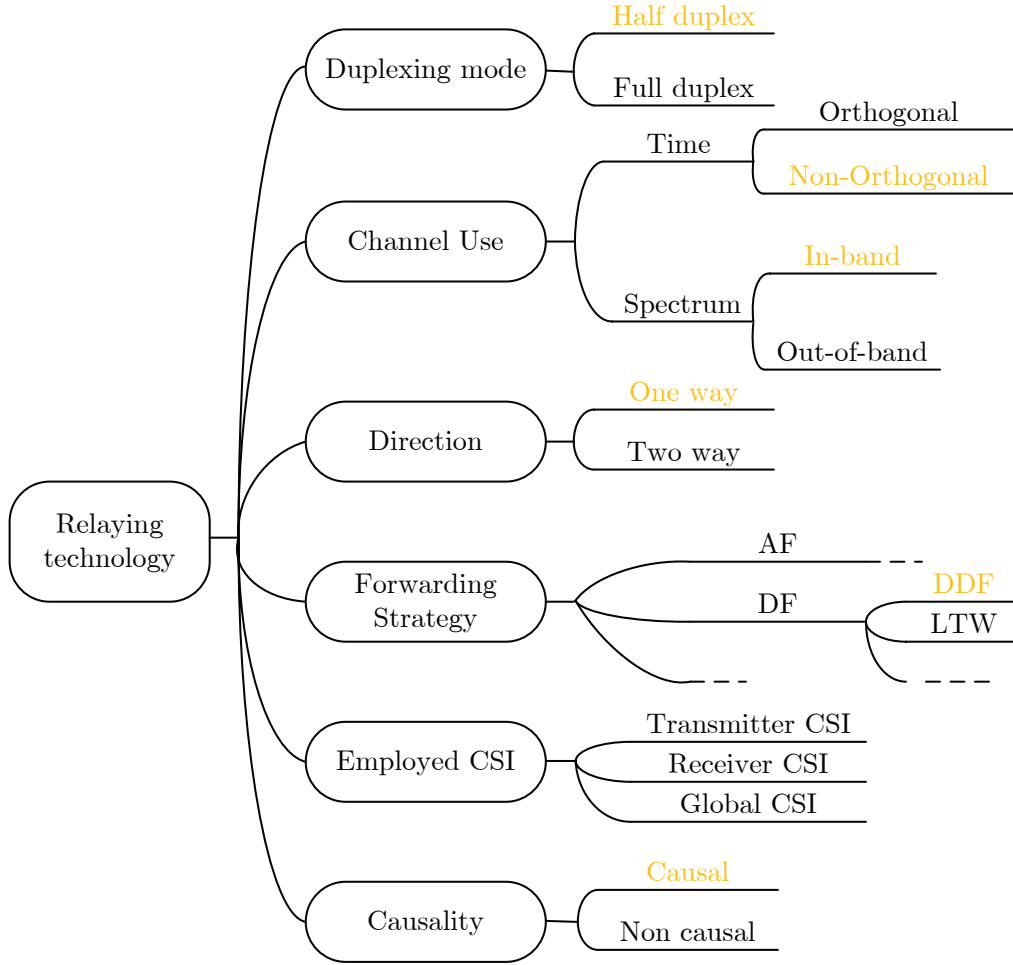 Half duplex
Duplexing mode
Full duplex
Orthogonal
Time
Non-Orthogonal
Channel Use
In-band
Spectrum
Out-of-band
One way
Direction
Two way
Relaying
technology
AF
Forwarding
Strategy
DDF
DF
LTW
Transmitter CSI
Employed CSI
Receiver CSI
Global CSI
Causal
Causality
Non causal